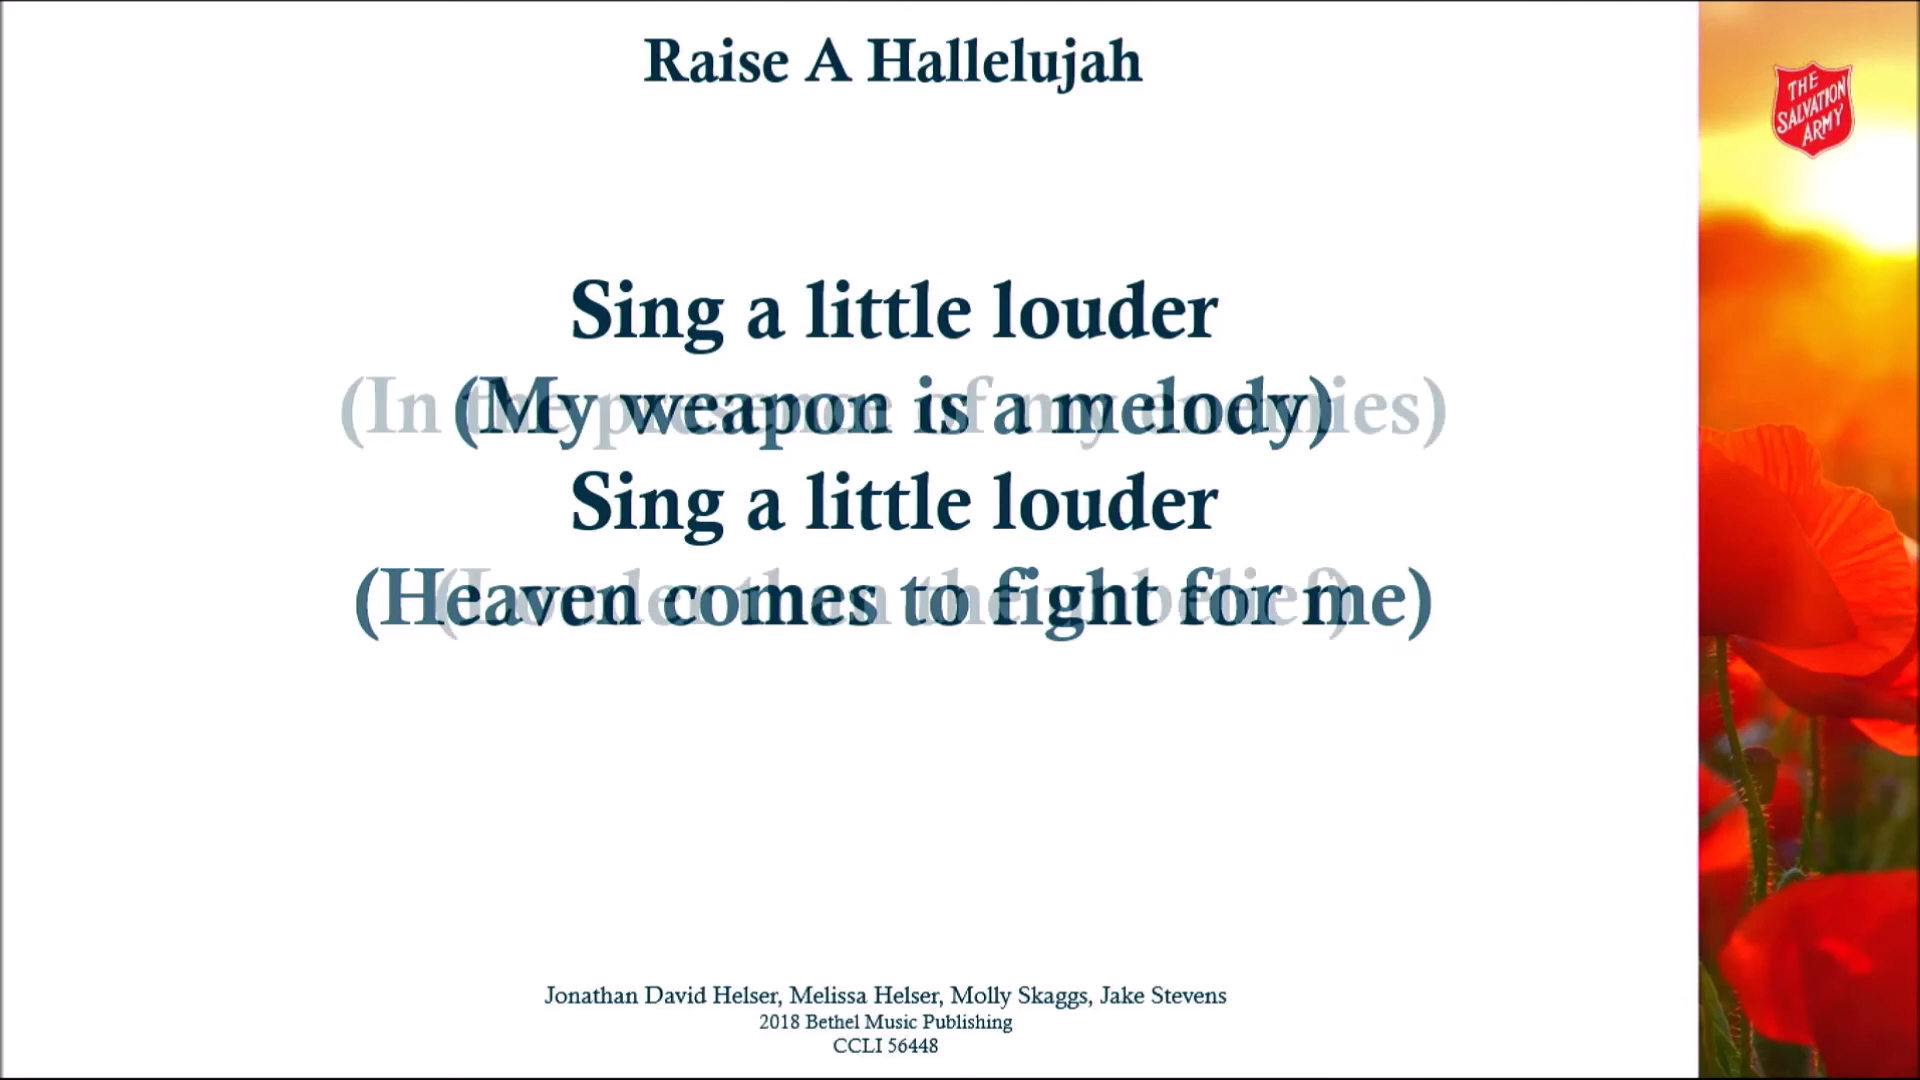 Raise A Hallelujah
THE
SALVATION
ARMY
Sing a little louder
(In the presence of my enemies)
(My weapon is a melody)
Sing a little louder
(Louder than the unbelief)
(Heaven comes to fight for me)
Jonathan David Helser, Melissa Helser, Molly Skaggs, Jake Stevens
2018 Bethel Music Publishing
CCLI 56448